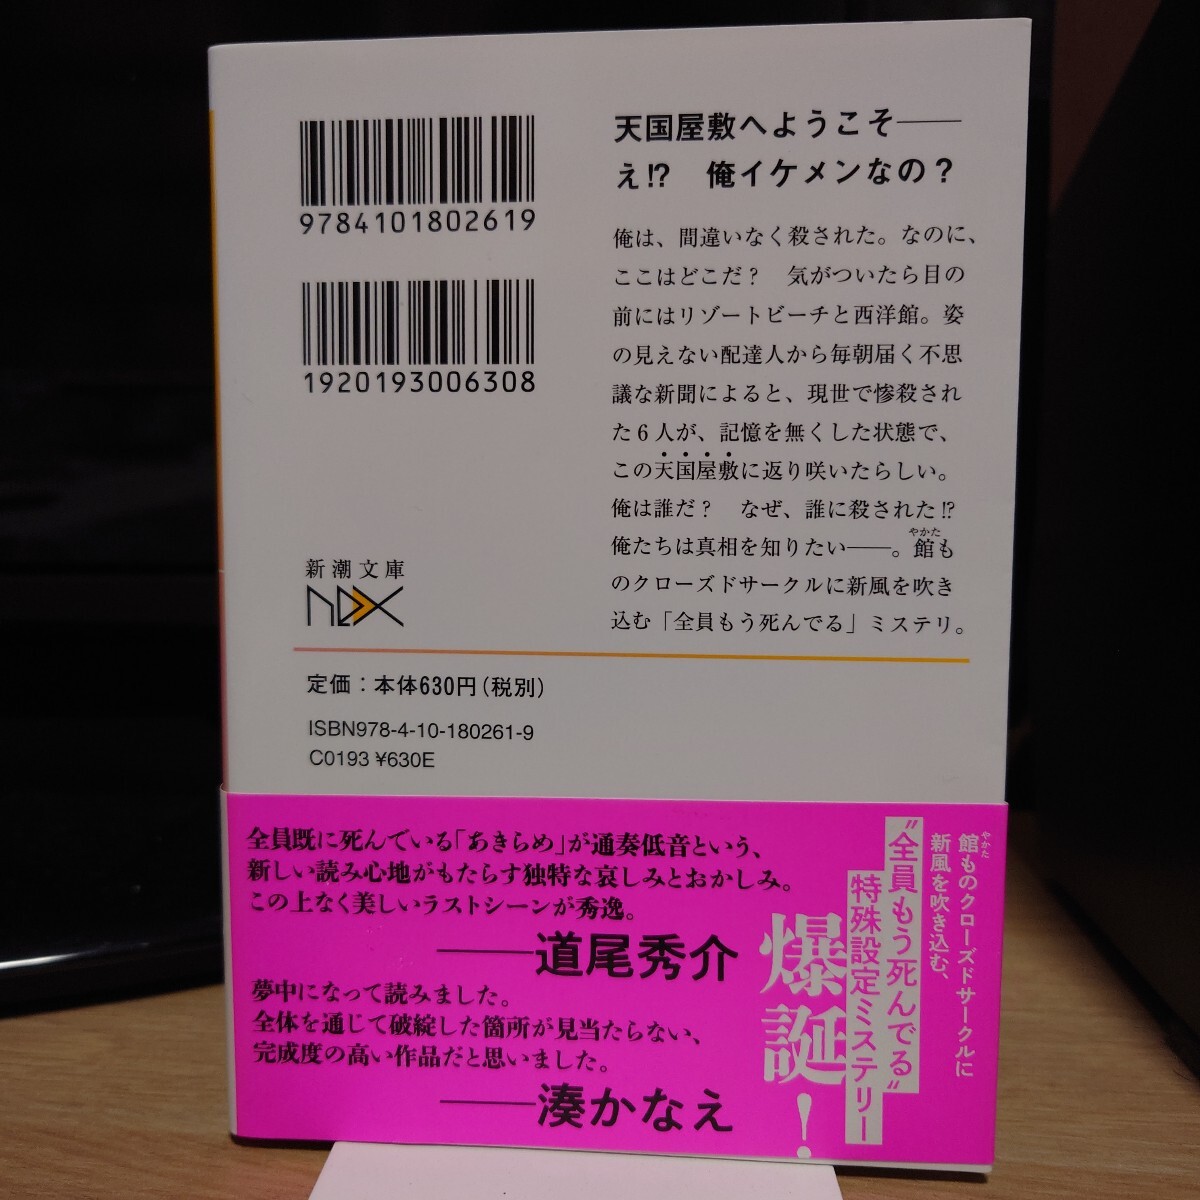 9784101802619
1920193006308
新潮文庫
nex
定価：本体630円（税別）
ISBN978-4-10-180261-9
C0193 ¥630E
天国屋敷へようこそ――
え!?　俺イケメンなの？
俺は、間違いなく殺された。なのに、
ここはどこだ？　気がついたら目の
前にはリゾートビーチと西洋館。姿
の見えない配達人から毎朝届く不思
議な新聞によると、現世で惨殺され
た6人が、記憶を無くした状態で、
この天国屋敷に返り咲いたらしい。
俺は誰だ？　なぜ、誰に殺された!?
俺たちは真相を知りたい――。館も
やかた
のクローズドサークルに新風を吹き
込む「全員もう死んでる」ミステリ。
全員既に死んでいる「あきらめ」が通奏低音という、
新しい読み心地がもたらす独特な哀しみとおかしみ。
この上なく美しいラストシーンが秀逸。
――道尾秀介
夢中になって読みました。
全体を通じて破綻した箇所が見当たらない、
完成度の高い作品だと思いました。
――湊かなえ
館ものクローズドサークルに
やかた
新風を吹き込む、
"全員もう死んでる"
特殊設定ミステリー
爆誕！